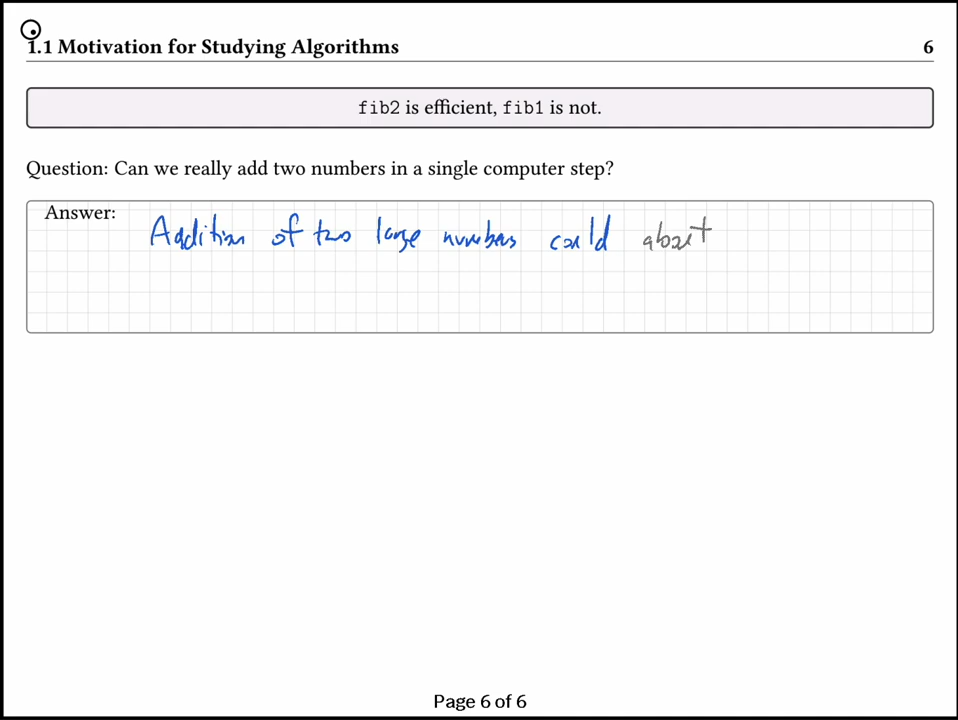 1.1 Motivation for Studying Algorithms 6
fib2 is efficient, fib1 is not.
Question: Can we really add two numbers in a single computer step?
Answer: Addition of two large numbers could about
Page 6 of 6